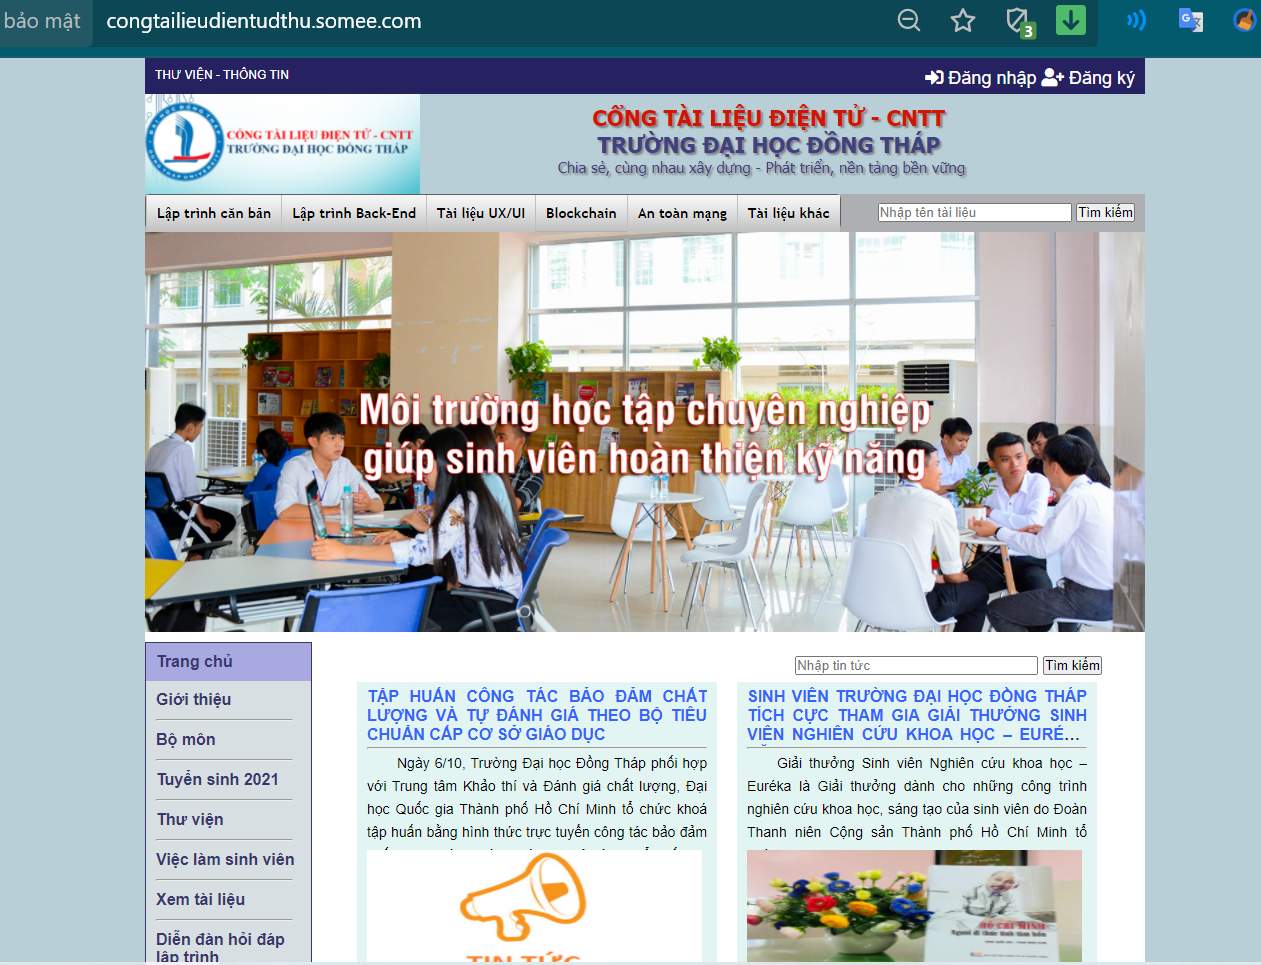 bảo mật
congtailieudientudthu.somee.com
3
THƯ VIỆN - THÔNG TIN
Đăng nhập Đăng ký
CỔNG TÀI LIỆU ĐIỆN TỬ - CNTT
TRƯỜNG ĐẠI HỌC ĐỒNG THÁP
CỔNG TÀI LIỆU ĐIỆN TỬ - CNTT
TRƯỜNG ĐẠI HỌC ĐỒNG THÁP
Chia sẻ, cùng nhau xây dựng - Phát triển, nền tảng bền vững
Lập trình căn bản
Lập trình Back-End
Tài liệu UX/UI
Blockchain
An toàn mạng
Tài liệu khác
Nhập tên tài liệu
Tìm kiếm
Môi trường học tập chuyên nghiệp
giúp sinh viên hoàn thiện kỹ năng
Trang chủ
Giới thiệu
Bộ môn
Tuyển sinh 2021
Thư viện
Việc làm sinh viên
Xem tài liệu
Diễn đàn hỏi đáp
lập trình
Nhập tin tức
Tìm kiếm
TẬP HUẤN CÔNG TÁC BẢO ĐẢM CHẤT
LƯỢNG VÀ TỰ ĐÁNH GIÁ THEO BỘ TIÊU
CHUẨN CẤP CƠ SỞ GIÁO DỤC
Ngày 6/10, Trường Đại học Đồng Tháp phối hợp
với Trung tâm Khảo thí và Đánh giá chất lượng, Đại
học Quốc gia Thành phố Hồ Chí Minh tổ chức khoá
tập huấn bằng hình thức trực tuyến công tác bảo đảm
TIN TỨC
SINH VIÊN TRƯỜNG ĐẠI HỌC ĐỒNG THÁP
TÍCH CỰC THAM GIA GIẢI THƯỞNG SINH
VIÊN NGHIÊN CỨU KHOA HỌC – EURÉ...
Giải thưởng Sinh viên Nghiên cứu khoa học –
Euréka là Giải thưởng dành cho những công trình
nghiên cứu khoa học, sáng tạo của sinh viên do Đoàn
Thanh niên Cộng sản Thành phố Hồ Chí Minh tổ
HỒ CHÍ MINH
Người đi thức tỉnh tâm hồn